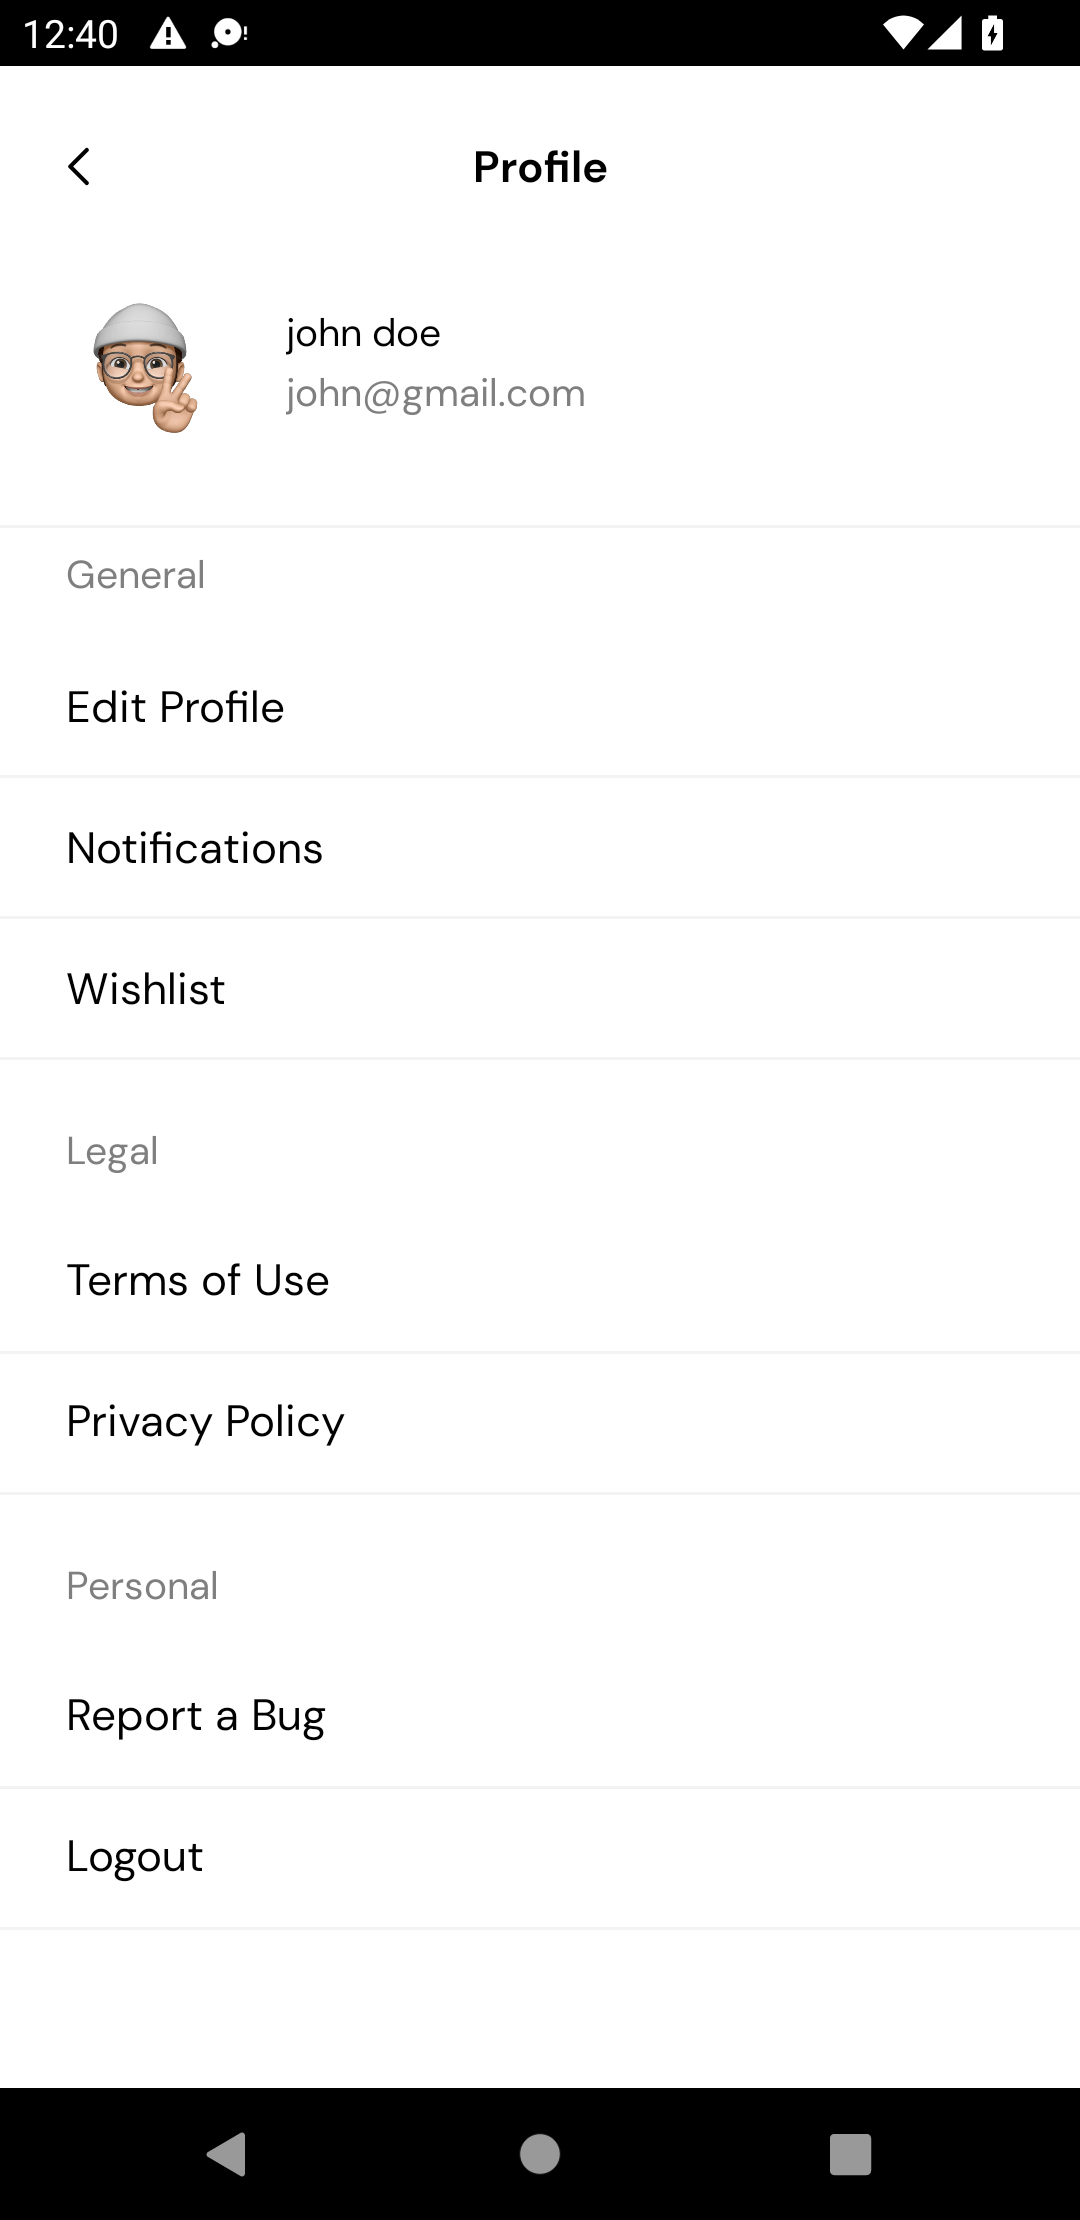 12:40
Profile
john doe
john@gmail.com
General
Edit Profile
Notifications
Wishlist
Legal
Terms of Use
Privacy Policy
Personal
Report a Bug
Logout